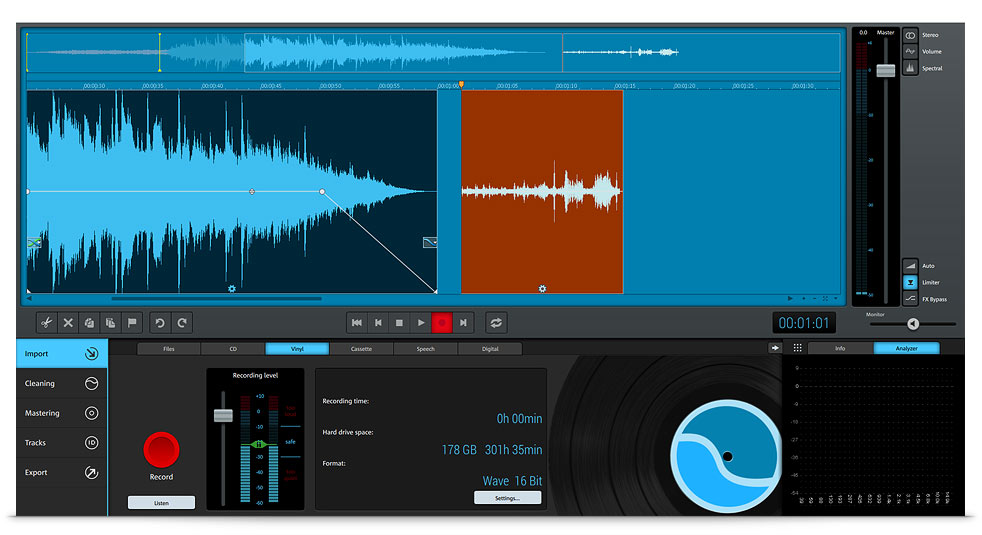 0.0 Master
Stereo
Volume
Spectral
00:00:30 00:00:35 00:00:40 00:00:45 00:00:50 00:00:55 00:01:00 00:01:05 00:01:10 00:01:15 00:01:20 00:01:25 00:01:30
Auto
Limiter
FX Bypass
Monitor
00:01:01
Import
Cleaning
Mastering
Tracks
ID
Export
Files CD Vinyl Cassette Speech Digital
Info Analyzer
Record
Listen
Recording level
+10
0
-10
-20
-30
-40
-50
-60
safe
Recording time:
0h 00min
Hard drive space:
178 GB 301h 35min
Format:
Wave 16 Bit
Settings...